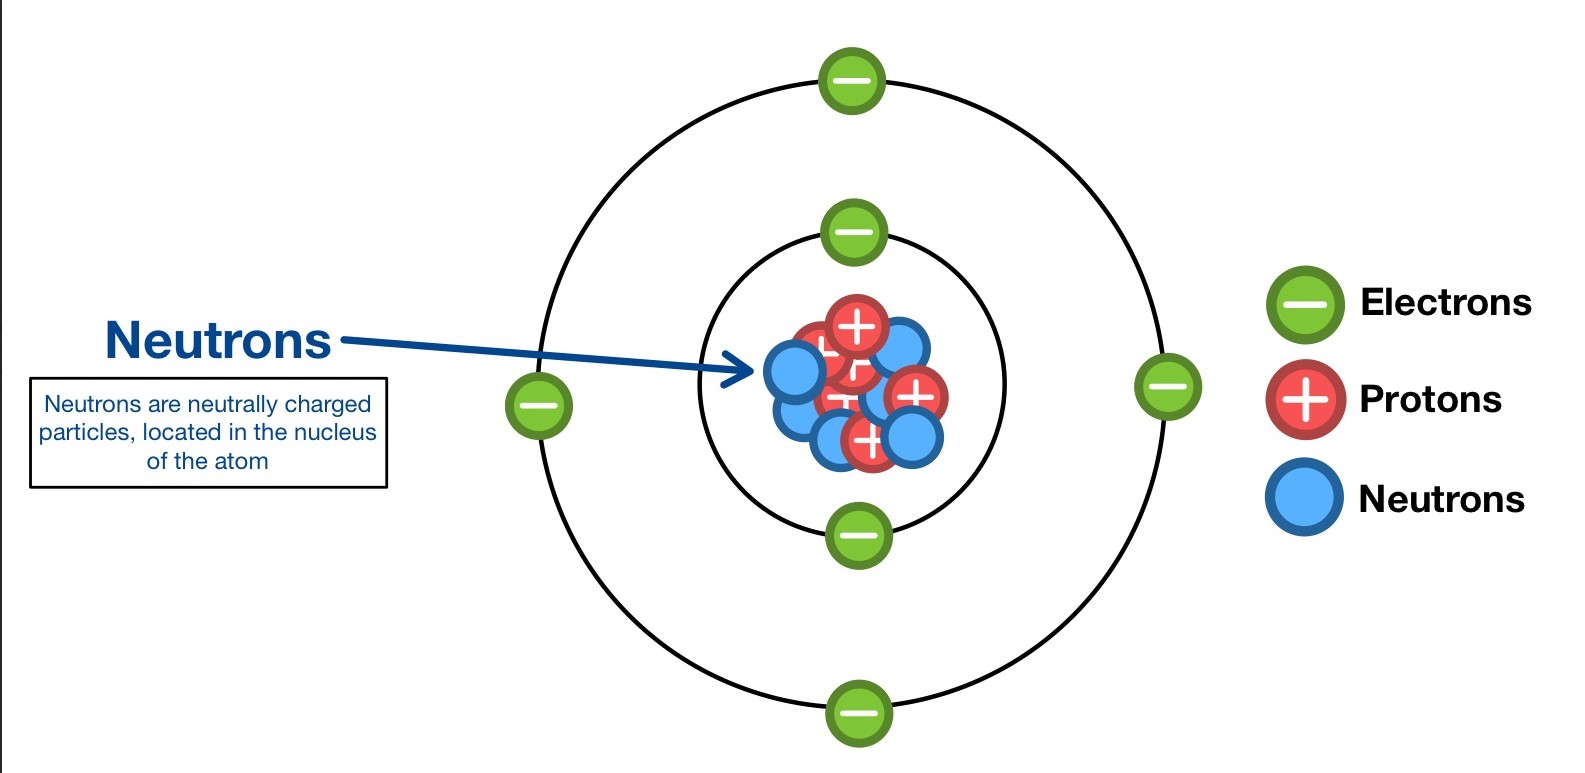 Neutrons
Neutrons are neutrally charged
particles, located in the nucleus
of the atom
Electrons
Protons
Neutrons